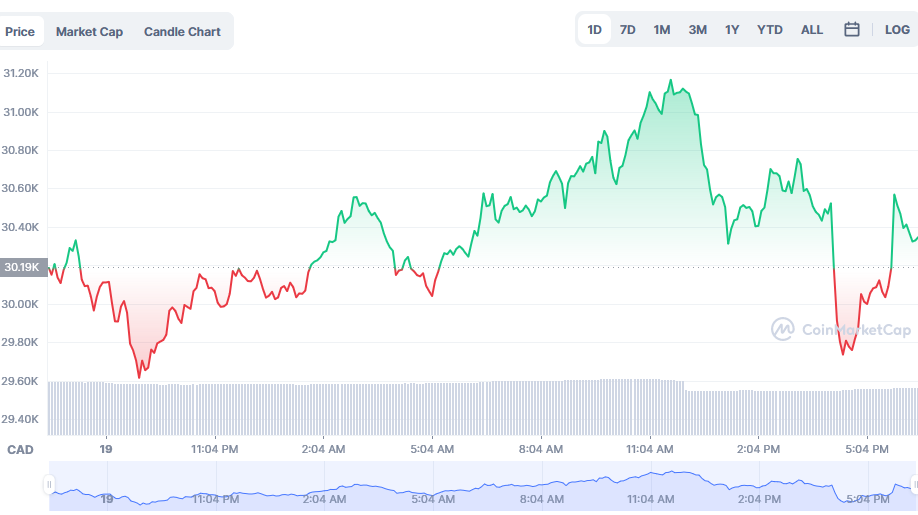 Price Market Cap Candle Chart 1D 7D 1M 3M 1Y YTD ALL LOG
31.20K
31.00K
30.80K
30.60K
30.40K
30.19K
30.00K
29.80K
CoinMarketCap
29.60K
29.40K
CAD 19 11:04 PM 2:04 AM 5:04 AM 8:04 AM 11:04 AM 2:04 PM 5:04 PM
19 11:04 PM 2:04 AM 5:04 AM 8:04 AM 11:04 AM 2:04 PM 5:04 PM